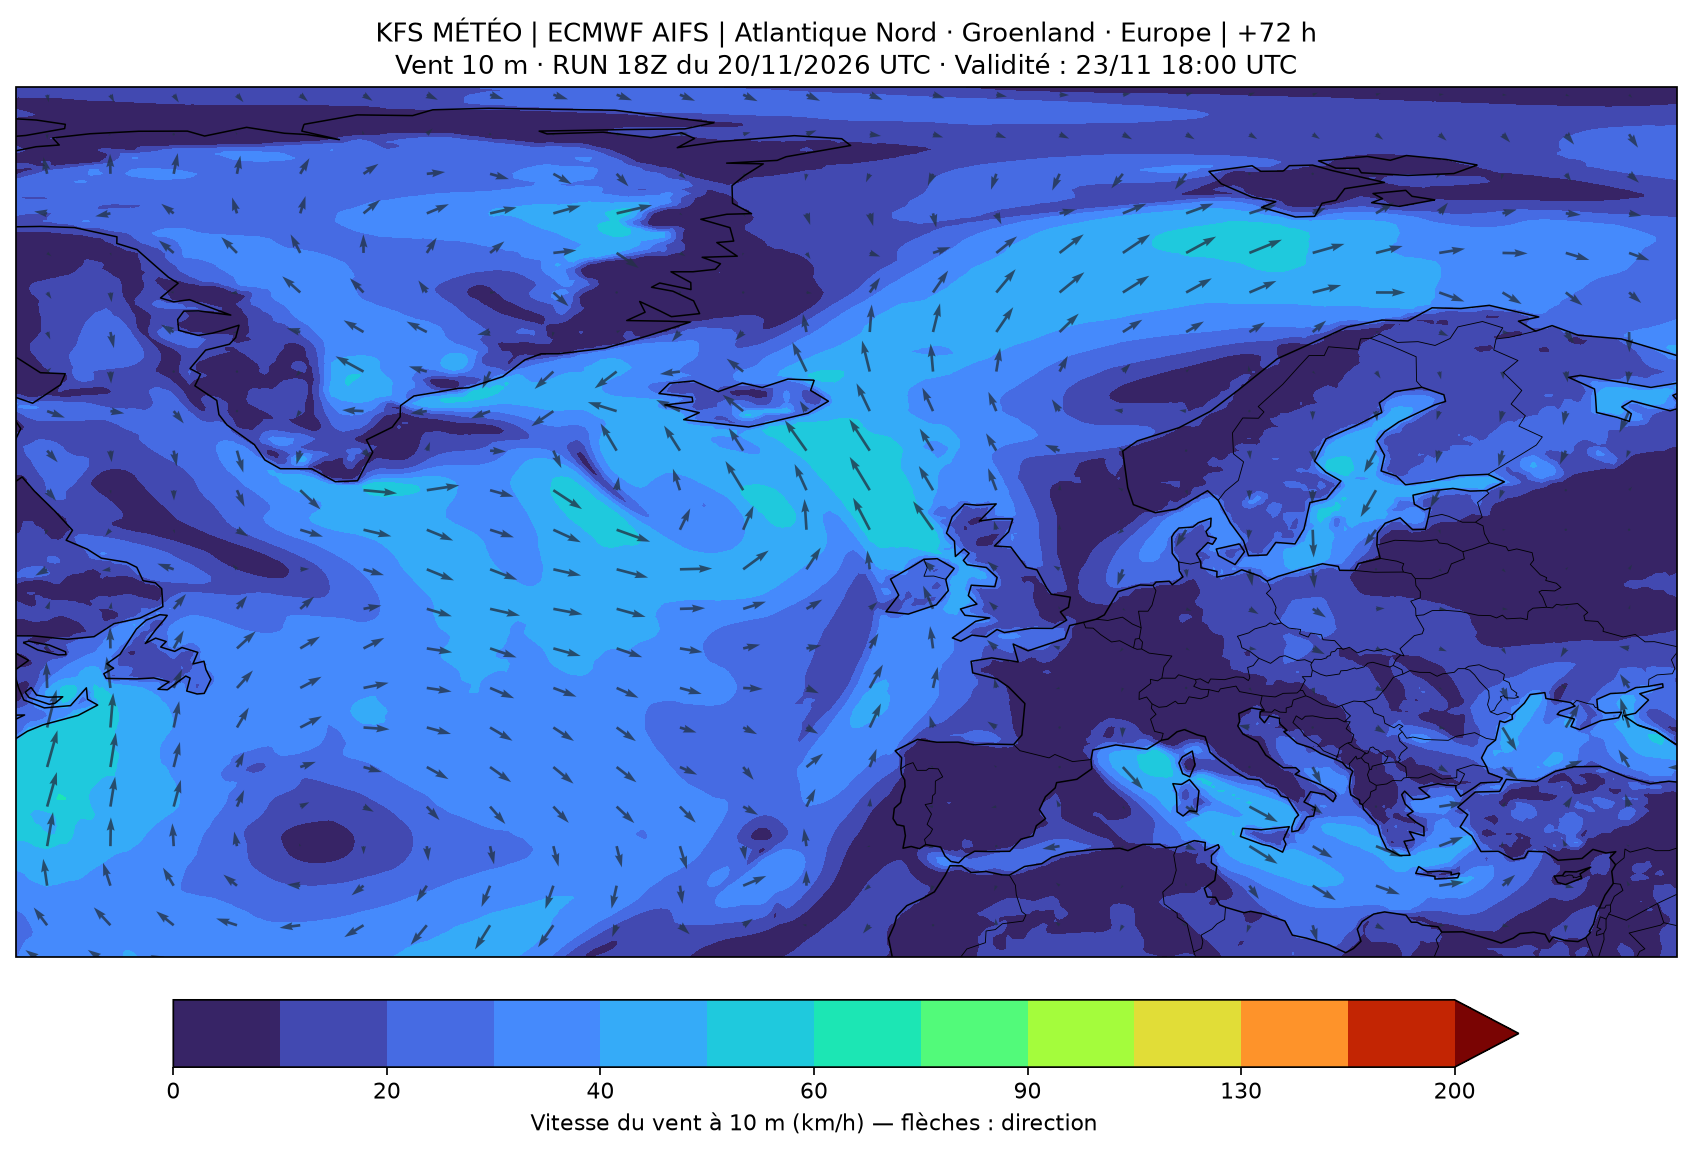 KFS MÉTÉO | ECMWF AIFS | Atlantique Nord · Groenland · Europe | +72 h
Vent 10 m · RUN 18Z du 20/11/2026 UTC · Validité : 23/11 18:00 UTC
0 20 40 60 90 130 200
Vitesse du vent à 10 m (km/h) — flèches : direction